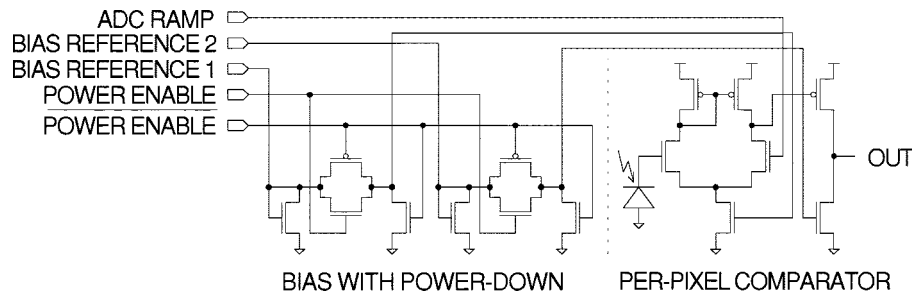 ADC RAMP
BIAS REFERENCE 2
BIAS REFERENCE 1
POWER ENABLE
POWER ENABLE
OUT
BIAS WITH POWER-DOWN
PER-PIXEL COMPARATOR